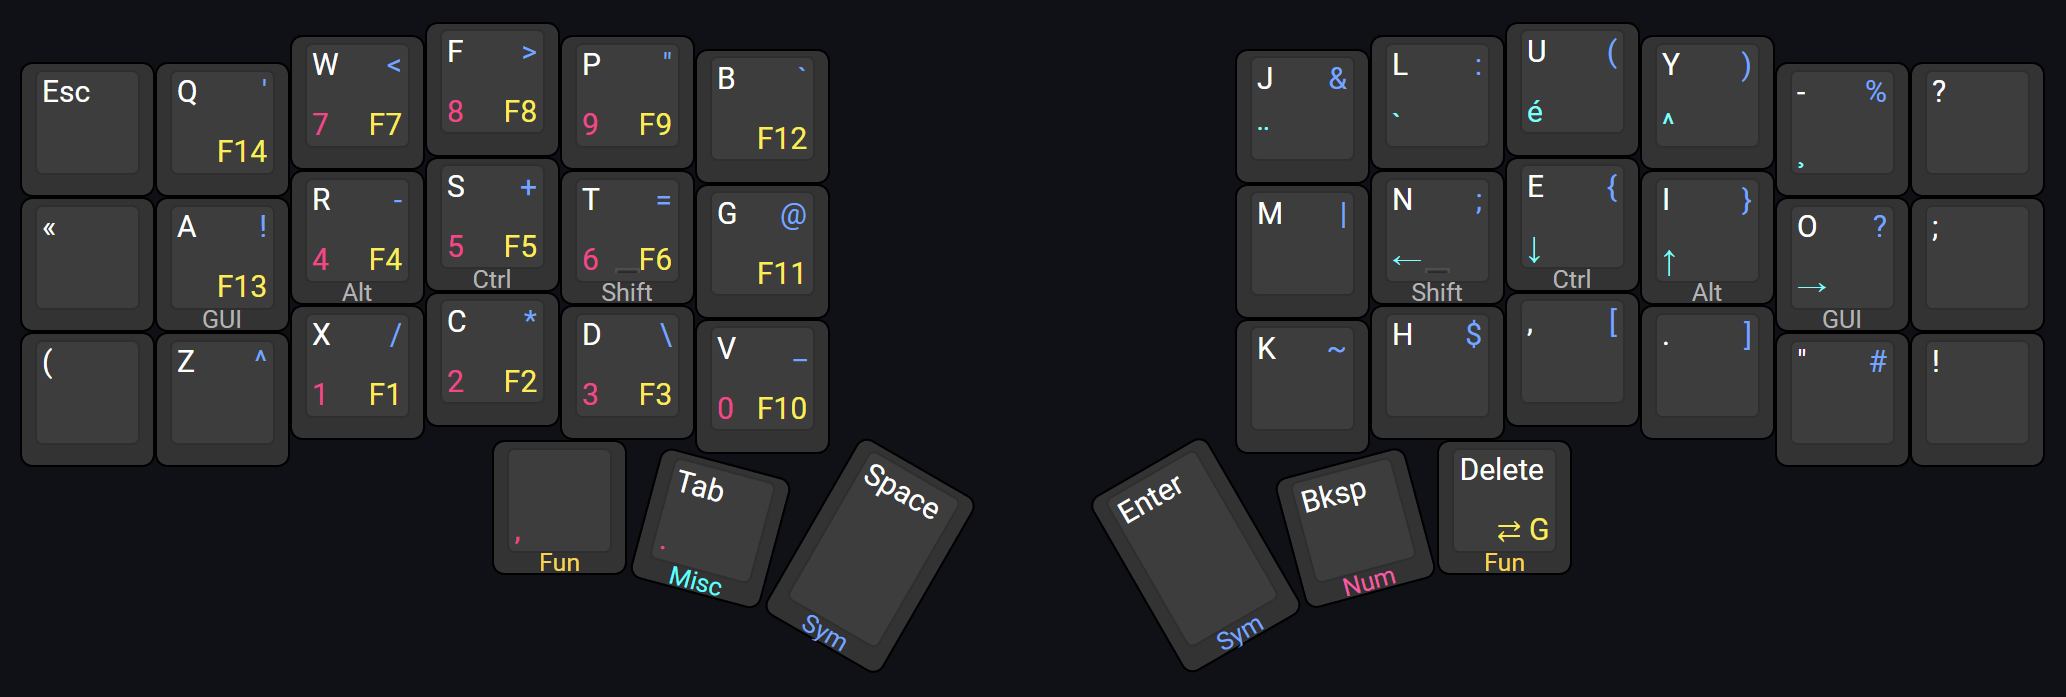 Esc
Q '
F14
W <
7 F7
F >
8 F8
P "
9 F9
B `
F12
J &
¨
L :
`
U (
é
Y )
^
- %
¸
?
«
A !
F13
GUI
R -
4 F4
Alt
S +
5 F5
Ctrl
T =
6 F6
Shift
G @
F11
M |
N ;
←
Shift
E {
↓
Ctrl
I }
↑
Alt
O ?
→
GUI
;
(
Z ^
X /
1 F1
C *
2 F2
D \
3 F3
V _
0 F10
K ~
H $
, [
. ]
" #
!
,
Fun
Tab
.
Misc
Space
Sym
Enter
Sym
Bksp
Num
Delete
⇄ G
Fun